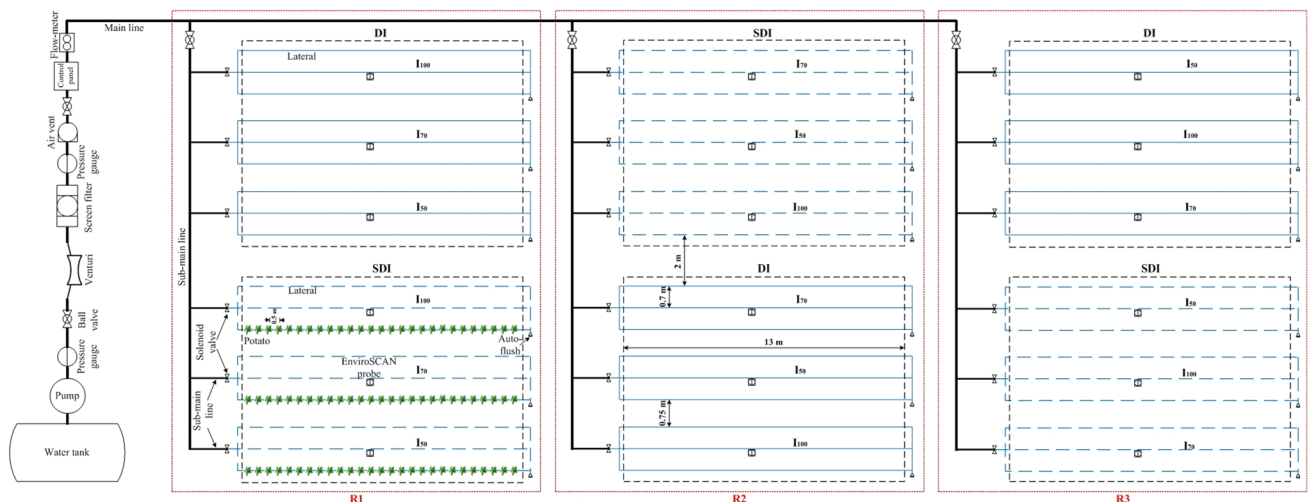 Main line
Flow-meter
Control
panel
Air vent
Pressure
gauge
Screen filter
Venturi
Ball
valve
Pressure
gauge
Pump
Water tank
Sub-main line
Solenoid
valve
Sub-main
line
DI
Lateral
I100
I70
I50
SDI
Lateral
I100
0.5 m
Potato
Auto-
flush
EnviroSCAN
probe
I70
I50
R1
SDI
I70
I50
I100
2 m
DI
0.7 m
I70
13 m
I50
0.75 m
I100
R2
DI
I50
I100
I70
SDI
I50
I100
I70
R3